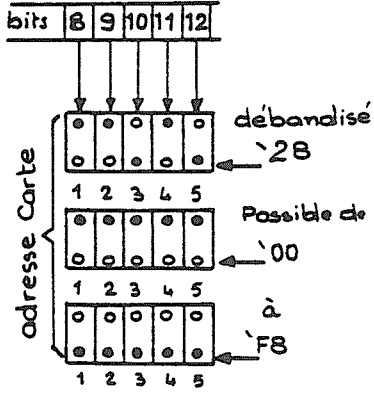 bits 8 9 10 11 12
débanalisé
'28
1 2 3 4 5
Possible de
'00
1 2 3 4 5
à
'F8
1 2 3 4 5
adresse Carte